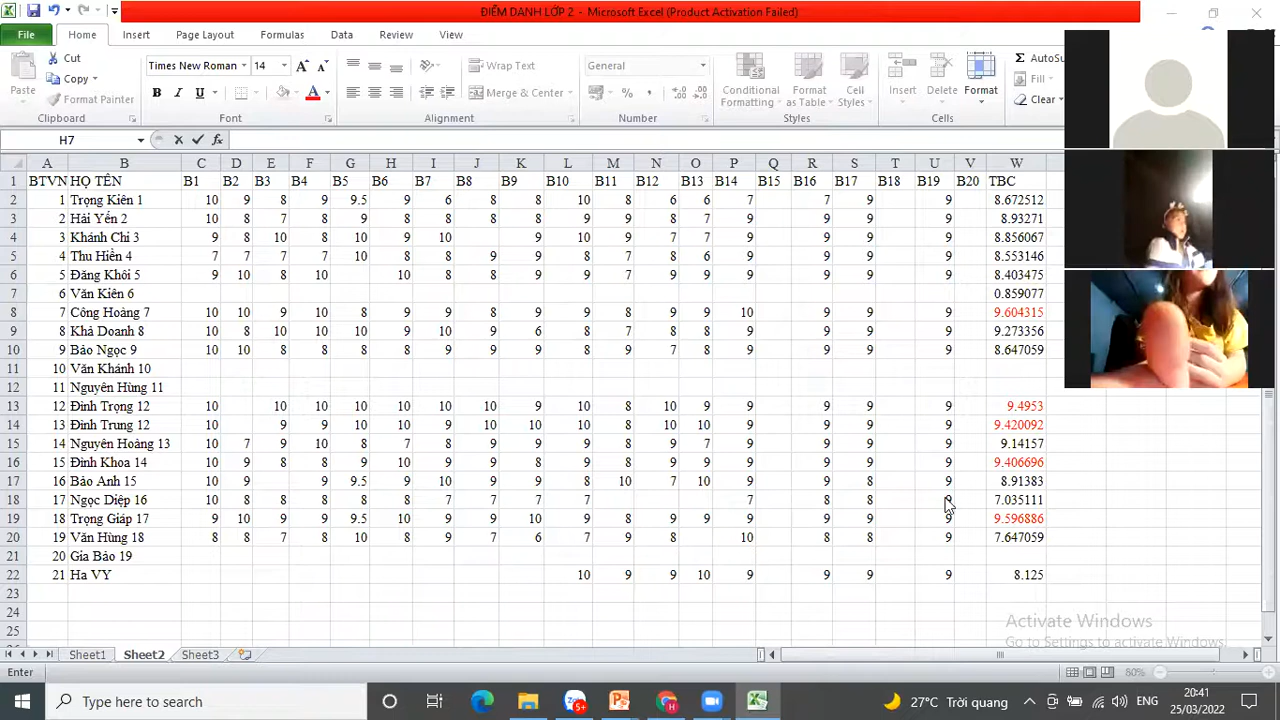 ĐIỂM DANH LỚP 2 - Microsoft Excel (Product Activation Failed)
File Home Insert Page Layout Formulas Data Review View
Cut
Copy
Format Painter
Paste
Clipboard
Times New Roman 14
Font
Wrap Text
Merge & Center
Alignment
General
Number
Conditional Formatting
Format as Table
Cell Styles
Styles
Insert Delete Format
Cells
AutoSu
Fill
Clear
H7 fx
A B C D E F G H I J K L M N O P Q R S T U V W
1 BTVN HỌ TÊN B1 B2 B3 B4 B5 B6 B7 B8 B9 B10 B11 B12 B13 B14 B15 B16 B17 B18 B19 B20 TBC
2 1 Trọng Kiên 1 10 9 8 9 9.5 9 6 8 8 10 8 6 6 7 7 9 9 8.672512
3 2 Hải Yến 2 10 8 7 8 9 8 8 8 8 9 8 8 7 9 9 9 9 8.93271
4 3 Khánh Chi 3 9 8 10 8 10 9 10 9 10 9 7 7 9 9 9 9 8.856067
5 4 Thu Hiền 4 7 7 7 7 10 8 8 9 9 8 7 8 6 9 9 9 9 8.553146
6 5 Đăng Khôi 5 9 10 8 10 10 8 8 9 9 7 9 9 9 9 9 9 8.403475
7 6 Văn Kiên 6 0.859077
8 7 Công Hoàng 7 10 10 9 10 8 9 9 9 9 9 8 9 9 10 9 9 9 9.604315
9 8 Khả Doanh 8 10 8 10 10 10 9 10 9 6 8 7 8 8 9 9 9 9 9.273356
10 9 Bảo Ngọc 9 10 10 8 8 8 8 9 9 9 8 9 7 8 9 9 9 9 8.647059
11 10 Văn Khánh 10
12 11 Nguyên Hùng 11
13 12 Đinh Trọng 12 10 10 10 10 10 10 10 9 10 8 10 9 9 9 9 9 9.4953
14 13 Đinh Trung 12 10 9 9 10 10 9 10 10 10 8 10 10 9 9 9 9 9.420092
15 14 Nguyên Hoàng 13 10 7 9 10 8 7 8 9 9 9 8 9 7 9 9 9 9 9.14157
16 15 Đinh Khoa 14 10 9 8 8 9 10 9 9 8 9 8 9 9 9 9 9 9 9.406696
17 16 Bảo Anh 15 10 9 9 9.5 9 10 9 9 8 10 7 10 9 9 8 9 8.91383
18 17 Ngọc Diệp 16 10 8 8 8 8 8 7 7 7 7 7 8 8 9 7.035111
19 18 Trọng Giáp 17 9 10 9 9 9.5 10 9 9 10 9 8 9 9 9 9 9 9 9.596886
20 19 Văn Hùng 18 8 8 7 8 10 8 9 7 6 7 9 8 10 8 8 9 7.647059
21 20 Gia Bảo 19
22 21 Ha VY 10 9 9 10 9 9 9 9 8.125
23
24
25
Activate Windows
Go to Settings to activate Windows.
Sheet1 Sheet2 Sheet3
Enter 80%
Type here to search
5+
27°C Trời quang
ENG
20:41
25/03/2022